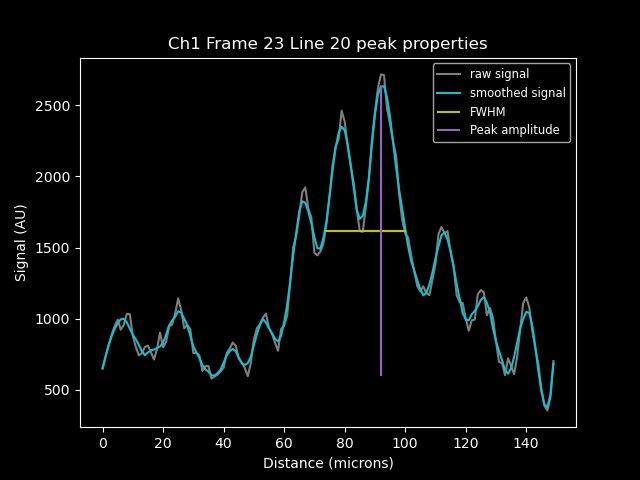 Ch1 Frame 23 Line 20 peak properties
raw signal
smoothed signal
FWHM
Peak amplitude
Signal (AU)
2500
2000
1500
1000
500
0 20 40 60 80 100 120 140
Distance (microns)